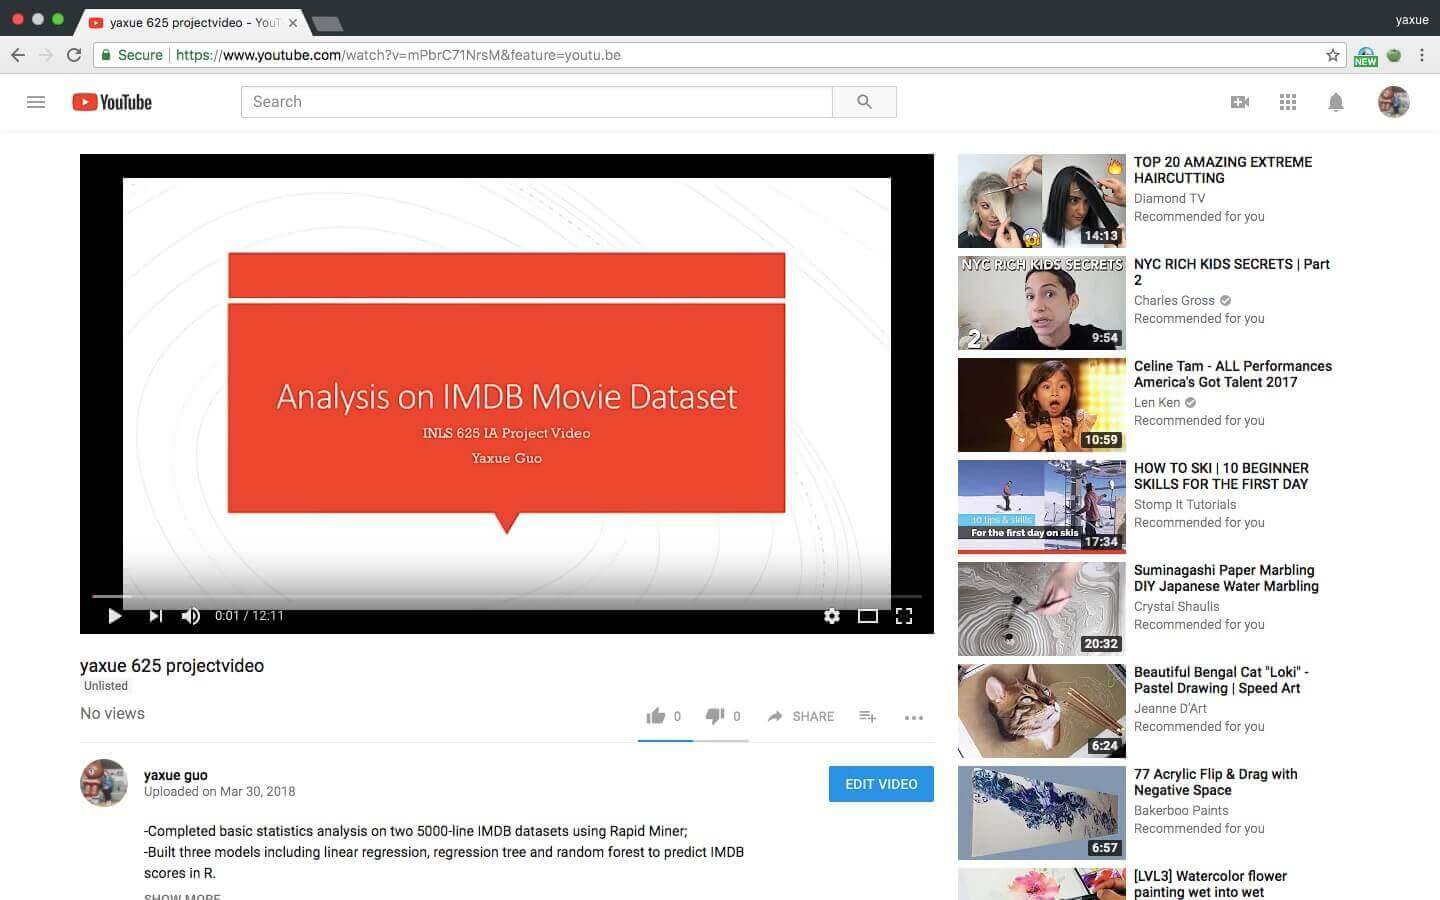 yaxue 625 projectvideo - YouT
yaxue
Secure
https://www.youtube.com/watch?v=mPbrC71NrsM&feature=youtu.be
NEW
YouTube
Search
Analysis on IMDB Movie Dataset
INLS 625 IA Project Video
Yaxue Guo
0:01 / 12:11
yaxue 625 projectvideo
Unlisted
No views
0
0
SHARE
yaxue guo
Uploaded on Mar 30, 2018
EDIT VIDEO
-Completed basic statistics analysis on two 5000-line IMDB datasets using Rapid Miner;
-Built three models including linear regression, regression tree and random forest to predict IMDB
scores in R.
SHOW MORE
14:13
TOP 20 AMAZING EXTREME
HAIRCUTTING
Diamond TV
Recommended for you
NYC RICH KIDS SECRETS
2
9:54
NYC RICH KIDS SECRETS | Part
2
Charles Gross
Recommended for you
10:59
Celine Tam - ALL Performances
America's Got Talent 2017
Len Ken
Recommended for you
10 tips & skills
For the first day on skis
17:34
HOW TO SKI | 10 BEGINNER
SKILLS FOR THE FIRST DAY
Stomp It Tutorials
Recommended for you
20:32
Suminagashi Paper Marbling
DIY Japanese Water Marbling
Crystal Shaulis
Recommended for you
6:24
Beautiful Bengal Cat "Loki" -
Pastel Drawing | Speed Art
Jeanne D'Art
Recommended for you
6:57
77 Acrylic Flip & Drag with
Negative Space
Bakerboo Paints
Recommended for you
[LVL3] Watercolor flower
painting wet into wet